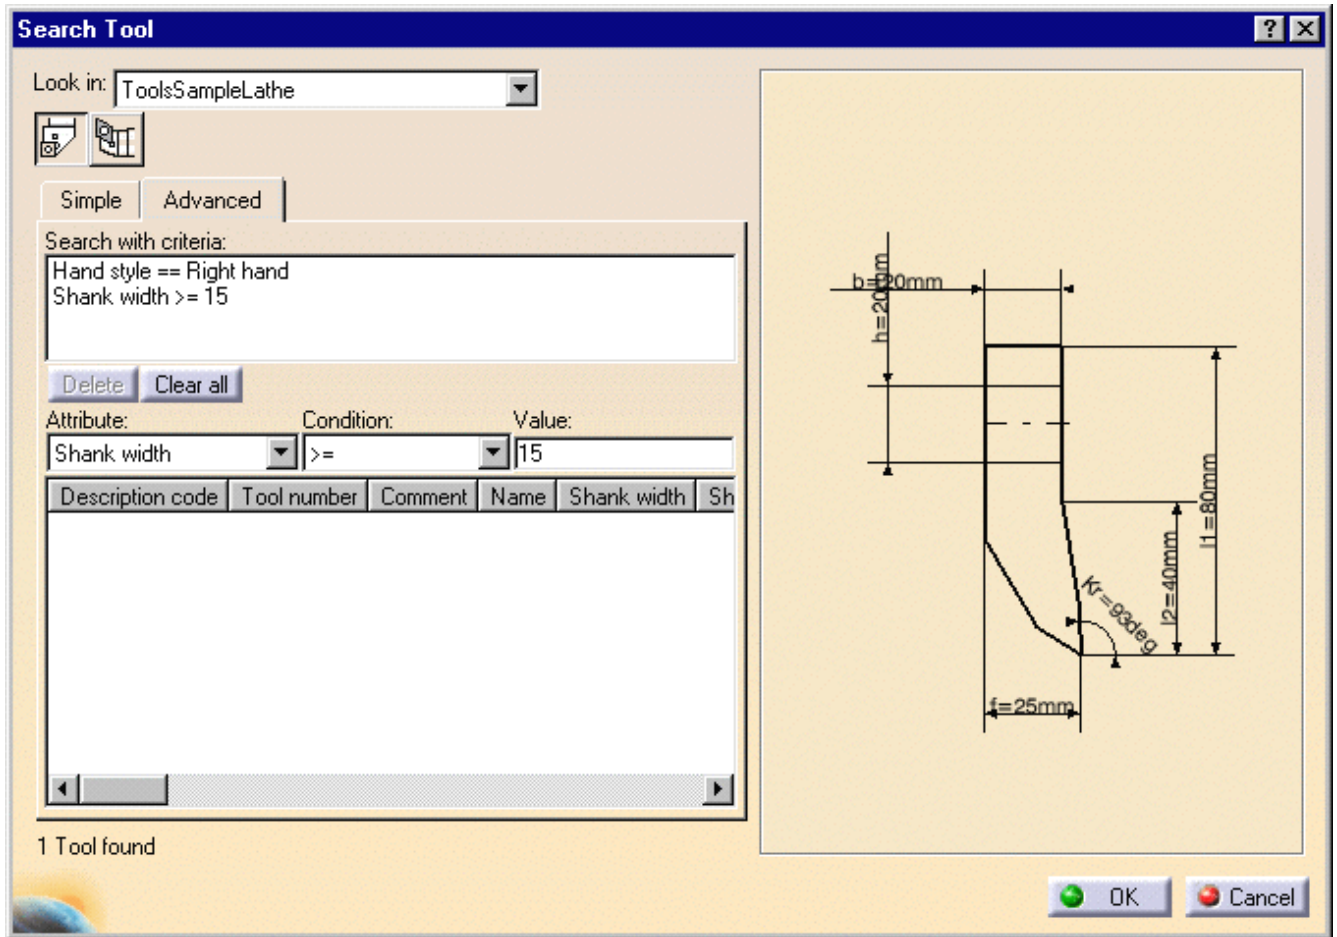 Search Tool
Look in: ToolsSampleLathe
Simple Advanced
Search with criteria:
Hand style == Right hand
Shank width >= 15
Delete Clear all
Attribute: Condition: Value:
Shank width >= 15
Description code Tool number Comment Name Shank width Sh
1 Tool found
b=20mm
h=20mm
l1=80mm
l2=40mm
Kr=93deg
f=25mm
OK Cancel